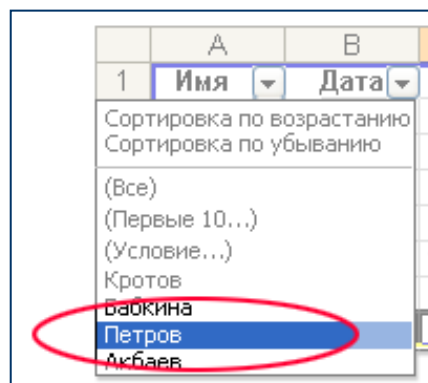 A B
1 Имя Дата
Сортировка по возрастанию
Сортировка по убыванию
(Все)
(Первые 10...)
(Условие...)
Кротов
Бабкина
Петров
Акбаев